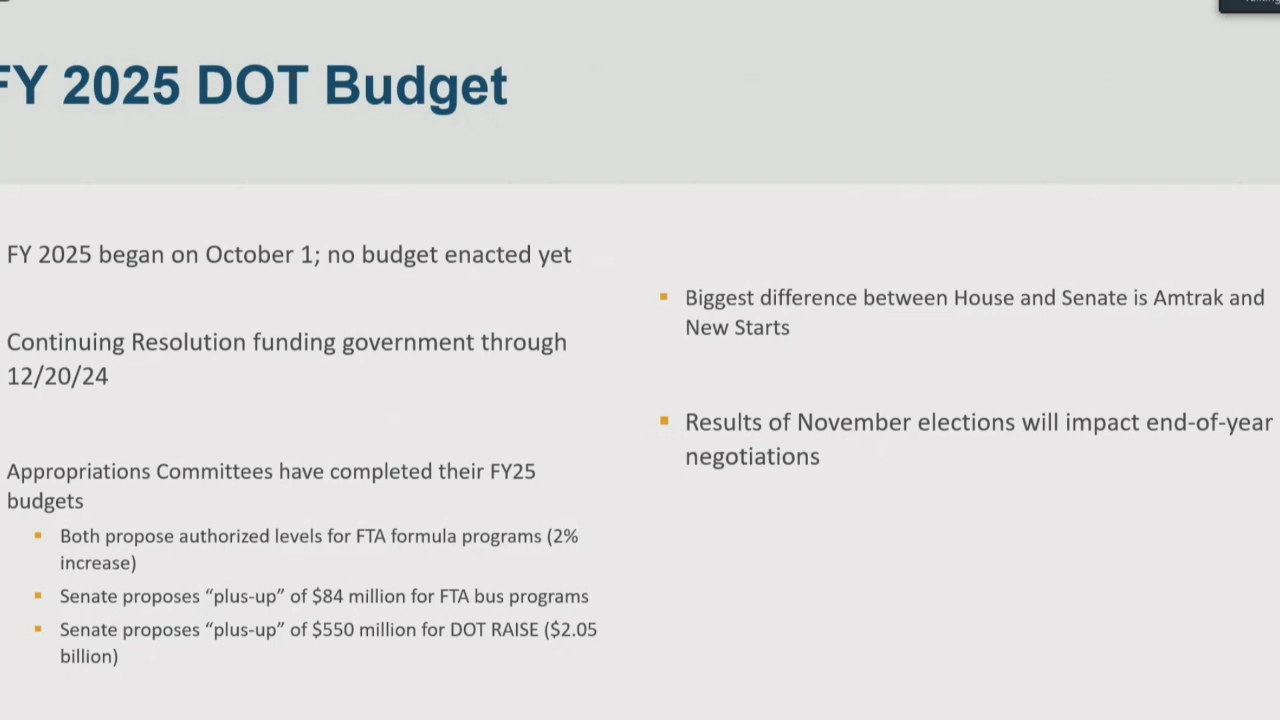 FY 2025 DOT Budget
FY 2025 began on October 1; no budget enacted yet
Continuing Resolution funding government through
12/20/24
Appropriations Committees have completed their FY25
budgets
Both propose authorized levels for FTA formula programs (2%
increase)
Senate proposes “plus-up” of $84 million for FTA bus programs
Senate proposes “plus-up” of $550 million for DOT RAISE ($2.05
billion)
Biggest difference between House and Senate is Amtrak and
New Starts
Results of November elections will impact end-of-year
negotiations